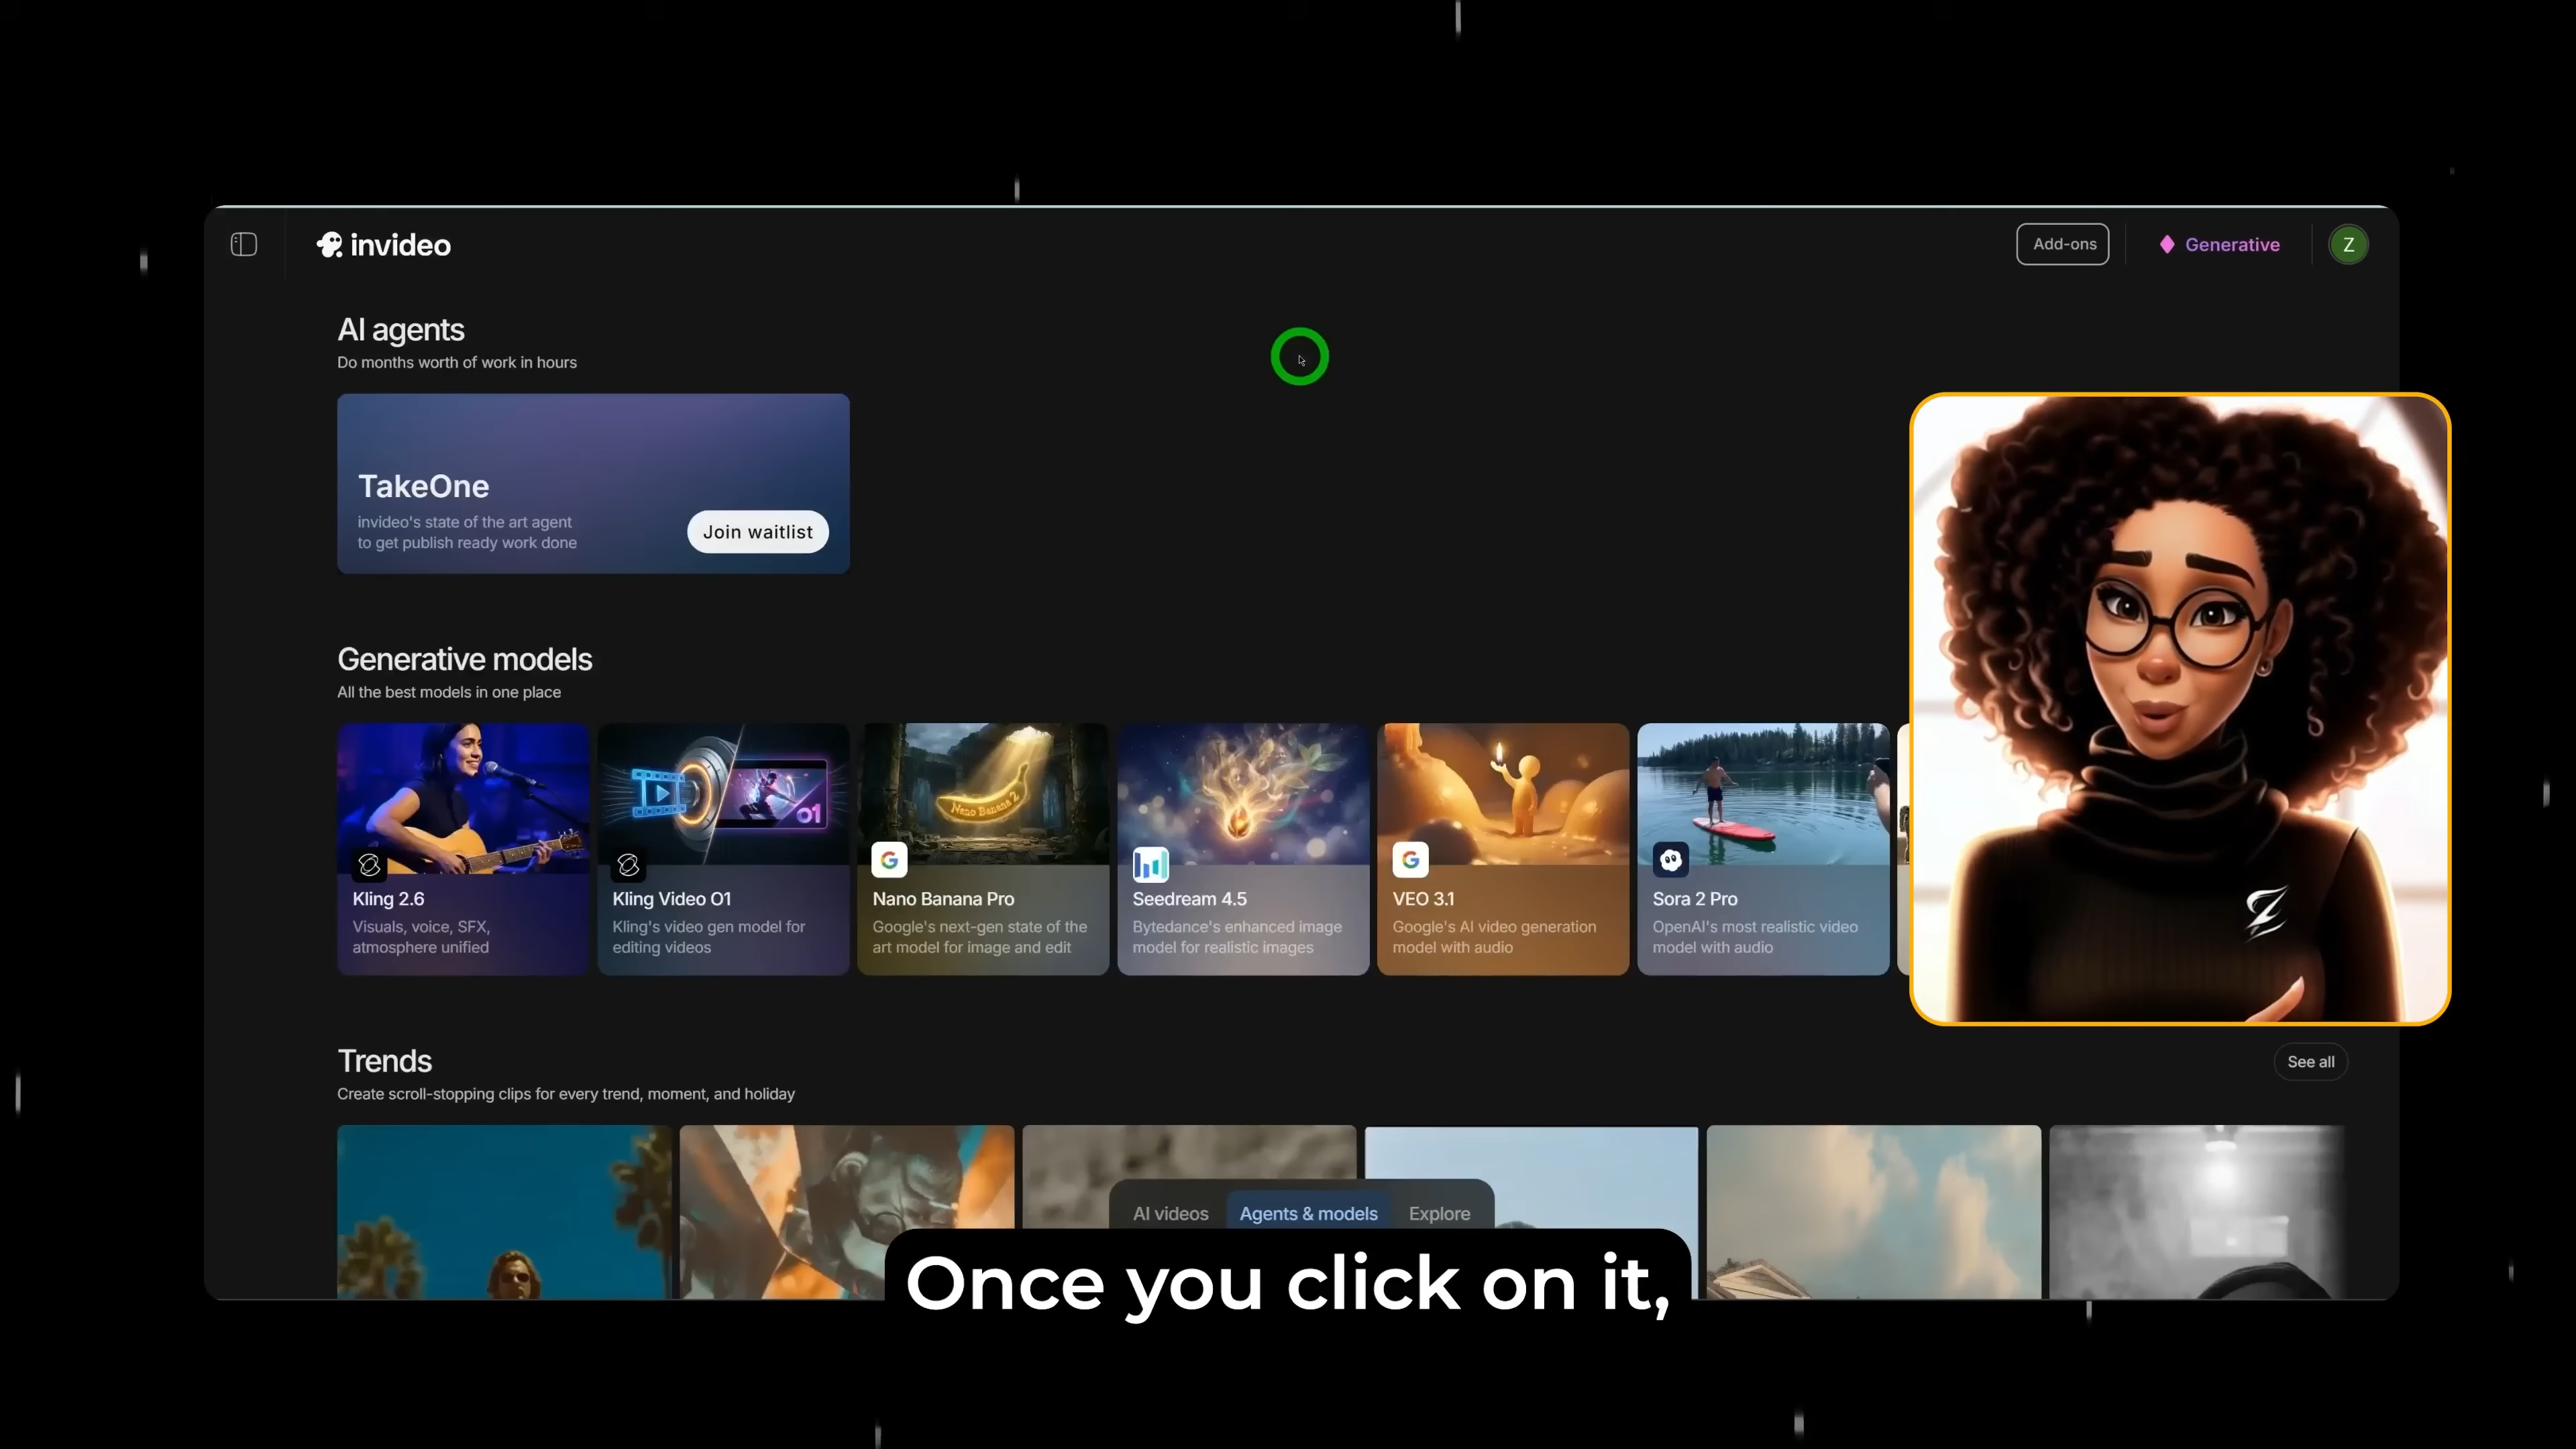 invideo
Add-ons
Generative
Z
AI agents
Do months worth of work in hours
TakeOne
invideo's state of the art agent
to get publish ready work done
Join waitlist
Generative models
All the best models in one place
Nano Banana 2
01
Kling 2.6
Visuals, voice, SFX,
atmosphere unified
Kling Video O1
Kling's video gen model for
editing videos
Nano Banana Pro
Google's next-gen state of the
art model for image and edit
Seedream 4.5
Bytedance's enhanced image
model for realistic images
VEO 3.1
Google's AI video generation
model with audio
Sora 2 Pro
OpenAI's most realistic video
model with audio
Trends
Create scroll-stopping clips for every trend, moment, and holiday
See all
AI videos
Agents & models
Explore
Once you click on it,